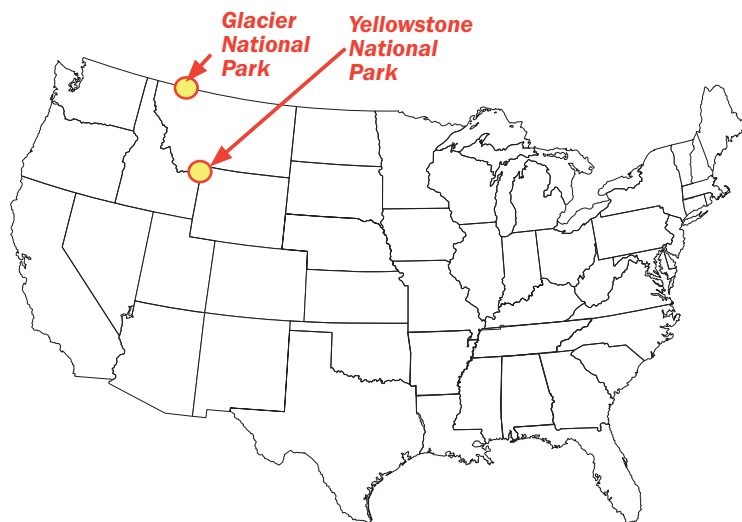 Glacier
National
Park
Yellowstone
National
Park